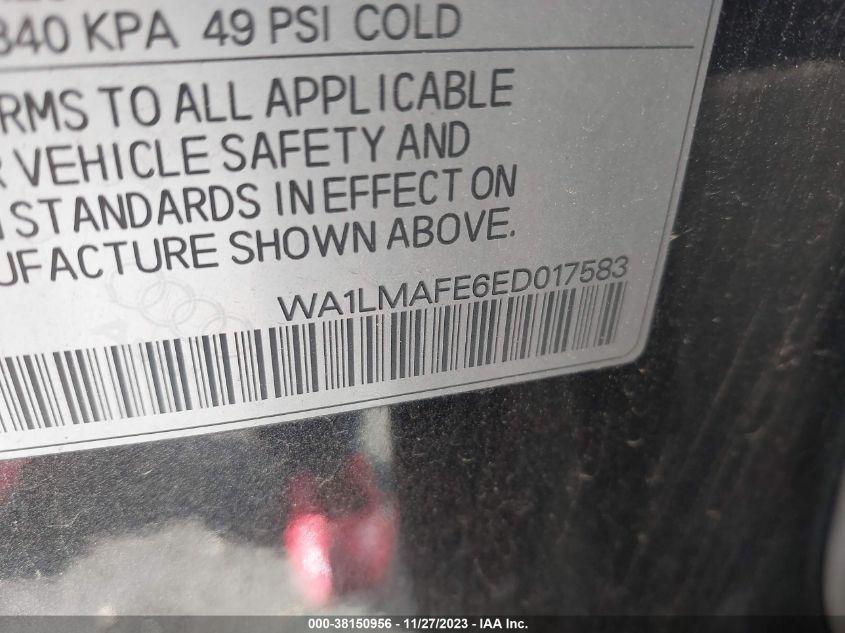 340 KPA 49 PSI COLD
RMS TO ALL APPLICABLE
R VEHICLE SAFETY AND
STANDARDS IN EFFECT ON
UFACTURE SHOWN ABOVE.
WA1LMAFE6ED017583
000-38150956 - 11/27/2023 - IAA Inc.